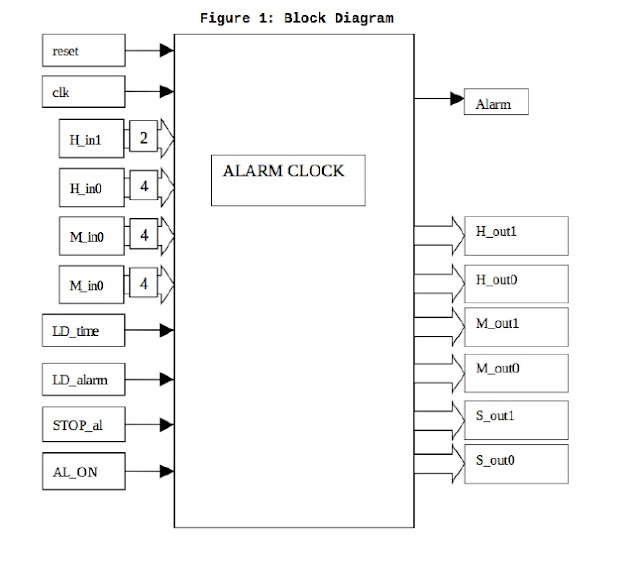 Figure 1: Block Diagram
reset
clk
H_in1
2
H_in0
4
M_in0
4
M_in0
4
LD_time
LD_alarm
STOP_al
AL_ON
ALARM CLOCK
Alarm
H_out1
H_out0
M_out1
M_out0
S_out1
S_out0